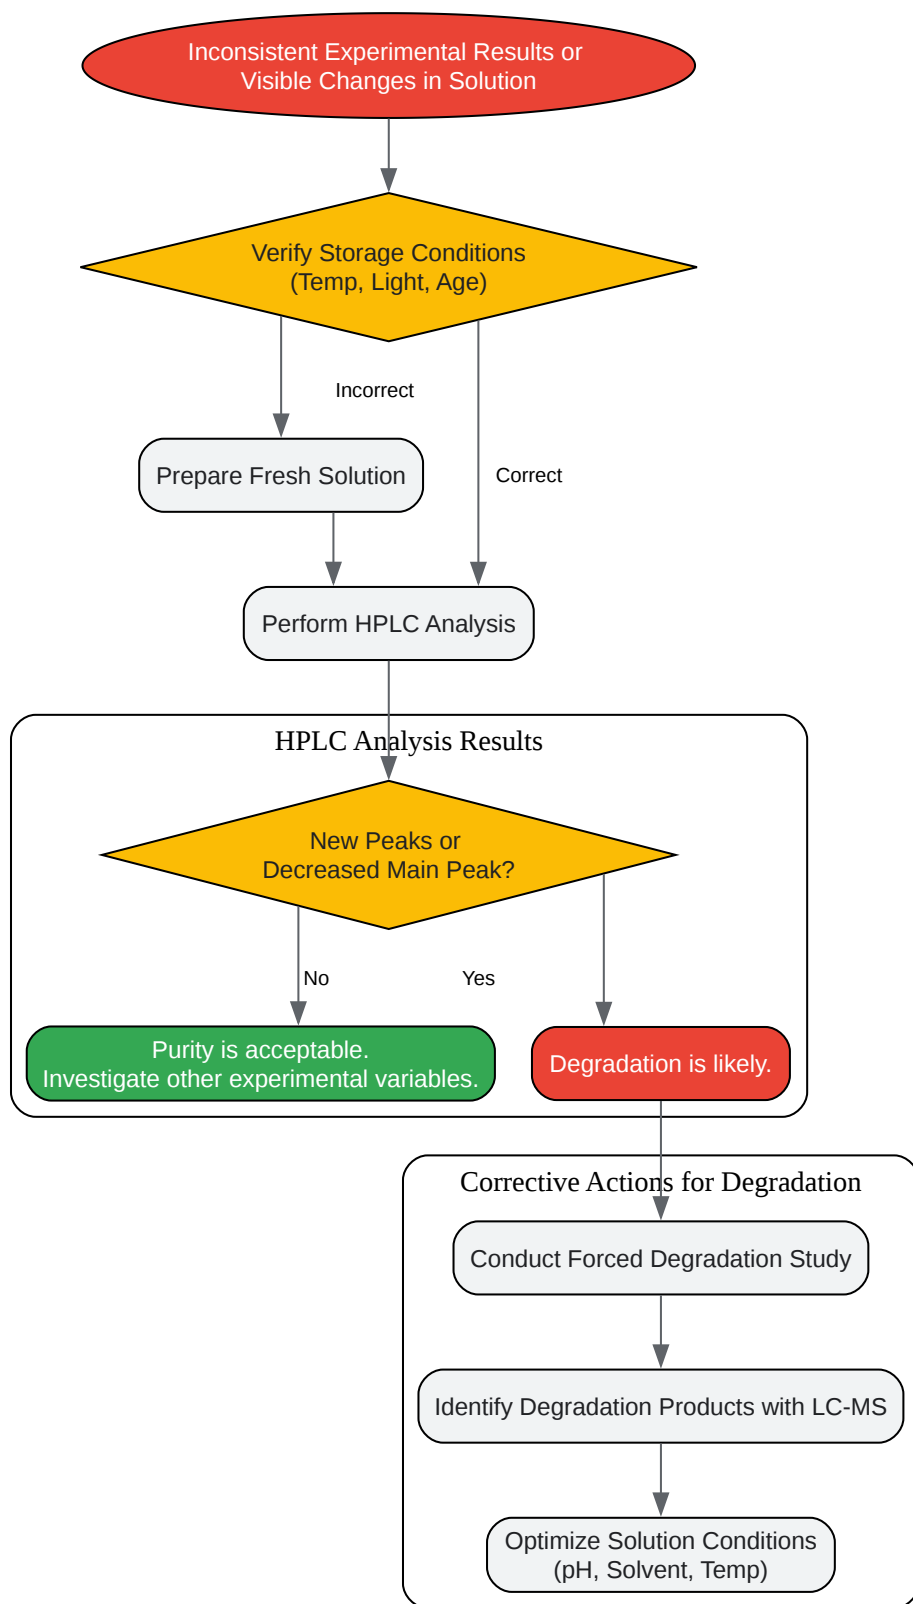 Inconsistent Experimental Results or
Visible Changes in Solution
Verify Storage Conditions
(Temp, Light, Age)
Incorrect
Prepare Fresh Solution
Correct
Perform HPLC Analysis
HPLC Analysis Results
New Peaks or
Decreased Main Peak?
No
Yes
Purity is acceptable.
Investigate other experimental variables.
Degradation is likely.
Corrective Actions for Degradation
Conduct Forced Degradation Study
Identify Degradation Products with LC-MS
Optimize Solution Conditions
(pH, Solvent, Temp)